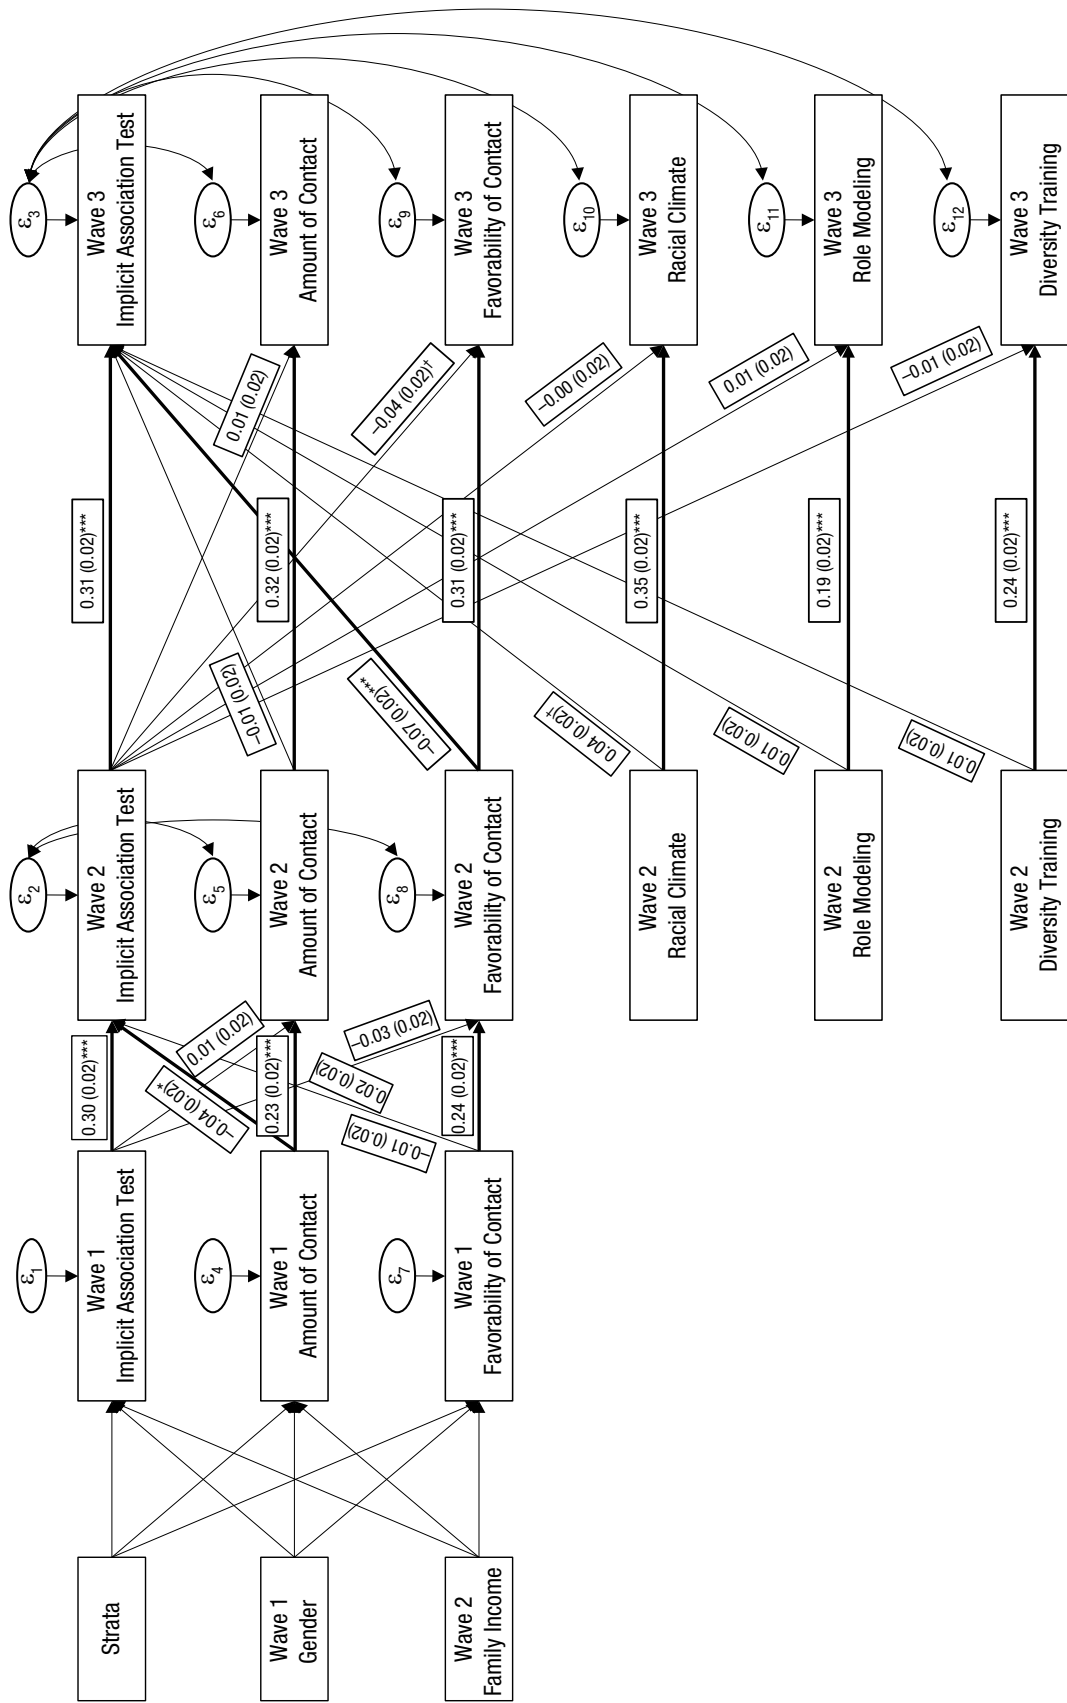 Strata
Wave 1
Gender
Wave 2
Family Income
ε1
Wave 1
Implicit Association Test
ε4
Wave 1
Amount of Contact
ε7
Wave 1
Favorability of Contact
0.30 (0.02)***
0.01 (0.02)
−0.04 (0.02)*
0.23 (0.02)***
−0.03 (0.02)
0.02 (0.02)
−0.01 (0.02)
0.24 (0.02)***
ε2
Wave 2
Implicit Association Test
ε5
Wave 2
Amount of Contact
ε8
Wave 2
Favorability of Contact
Wave 2
Racial Climate
Wave 2
Role Modeling
Wave 2
Diversity Training
0.31 (0.02)***
0.01 (0.02)
−0.01 (0.02)
0.32 (0.02)***
−0.04 (0.02)†
−0.07 (0.02)***
0.31 (0.02)***
−0.00 (0.02)
0.04 (0.02)†
0.35 (0.02)***
0.01 (0.02)
0.01 (0.02)
0.19 (0.02)***
−0.01 (0.02)
0.01 (0.02)
0.24 (0.02)***
ε3
Wave 3
Implicit Association Test
ε6
Wave 3
Amount of Contact
ε9
Wave 3
Favorability of Contact
ε10
Wave 3
Racial Climate
ε11
Wave 3
Role Modeling
ε12
Wave 3
Diversity Training